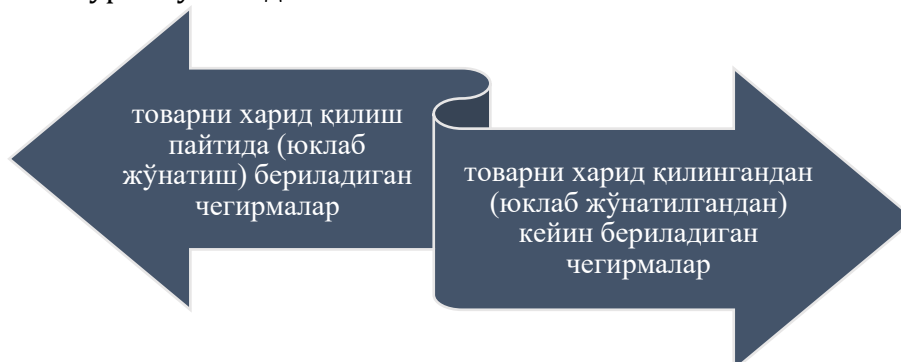 товарни харид қилиш
пайтида (юклаб
жўнатиш) бериладиган
чегирмалар
товарни харид қилингандан
(юклаб жўнатилгандан)
кейин бериладиган
чегирмалар